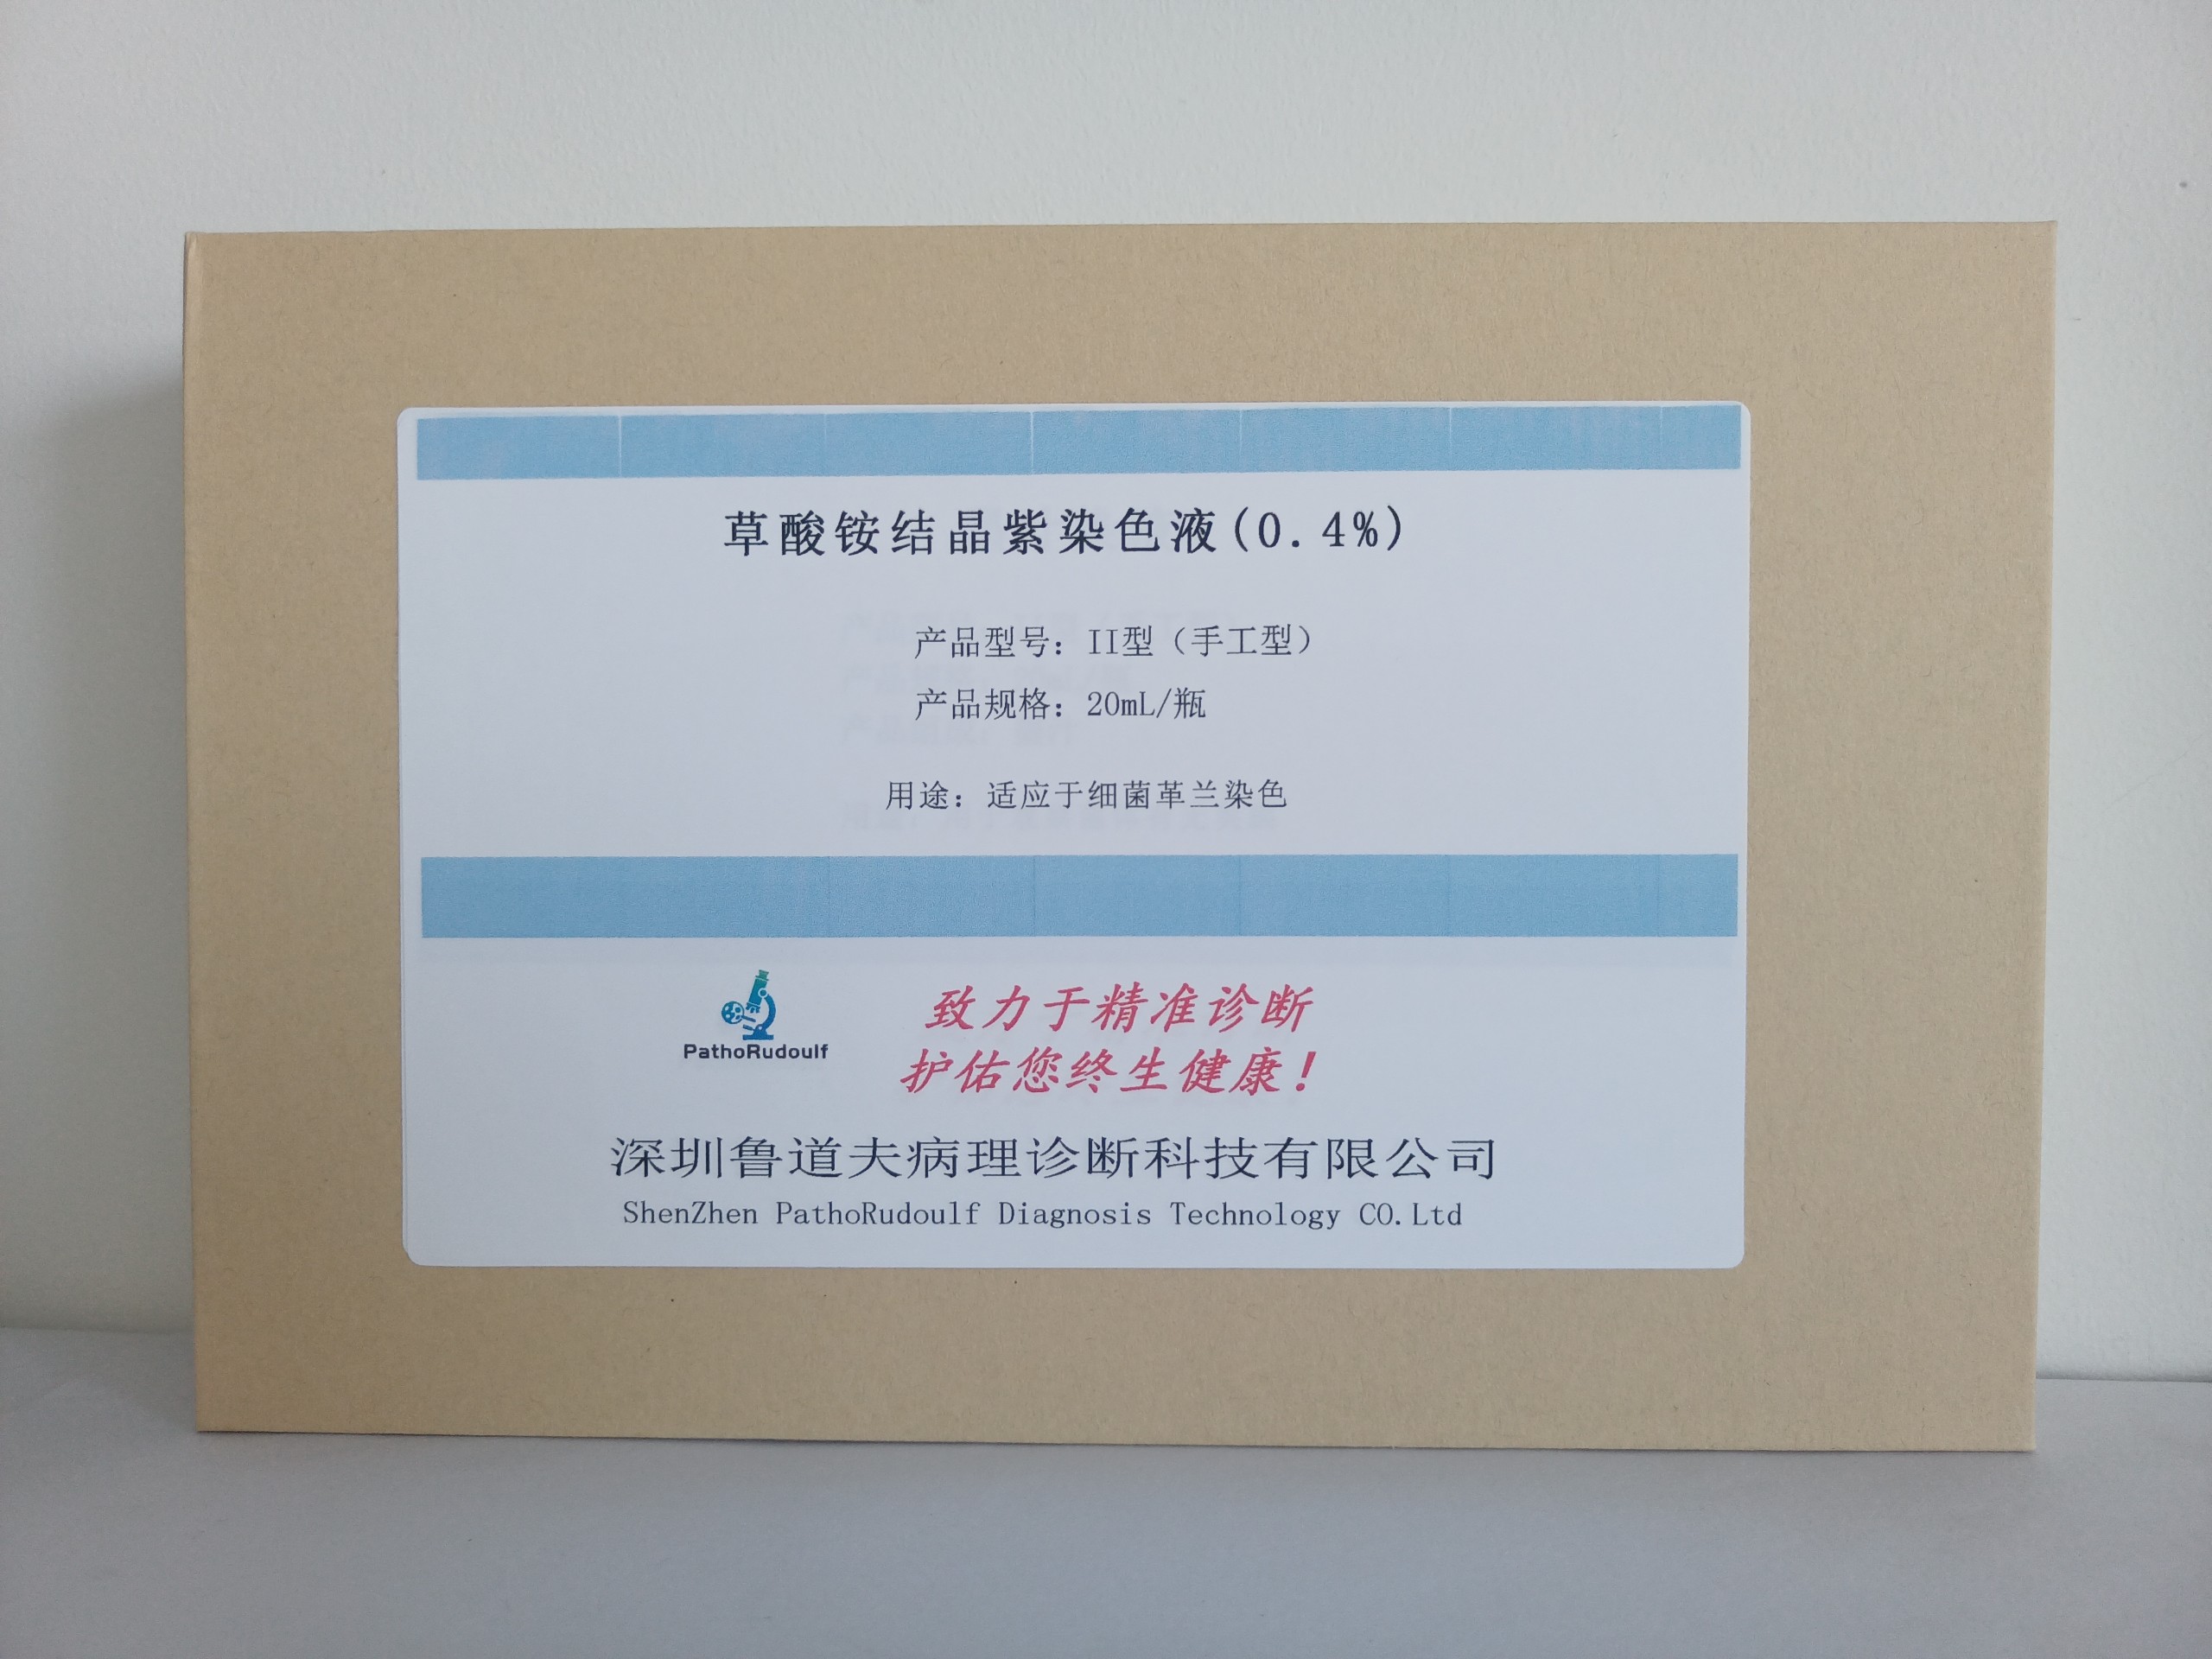 草酸铵结晶紫染色液(0.4%)
产品型号：II型（手工型）
产品规格：20mL/瓶
用途：适应于细菌革兰染色
PathoRudoulf
致力于精准诊断
护佑您终生健康！
深圳鲁道夫病理诊断科技有限公司
ShenZhen PathoRudoulf Diagnosis Technology CO.Ltd